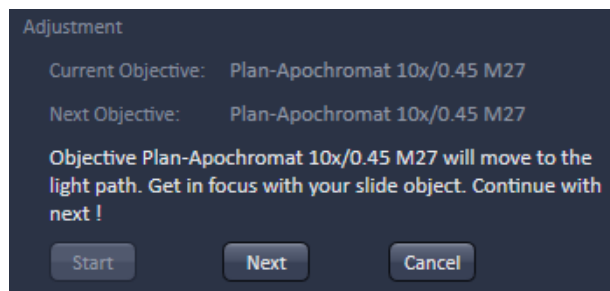 Adjustment
Current Objective: Plan-Apochromat 10x/0.45 M27
Next Objective: Plan-Apochromat 10x/0.45 M27
Objective Plan-Apochromat 10x/0.45 M27 will move to the
light path. Get in focus with your slide object. Continue with
next !
Start Next Cancel